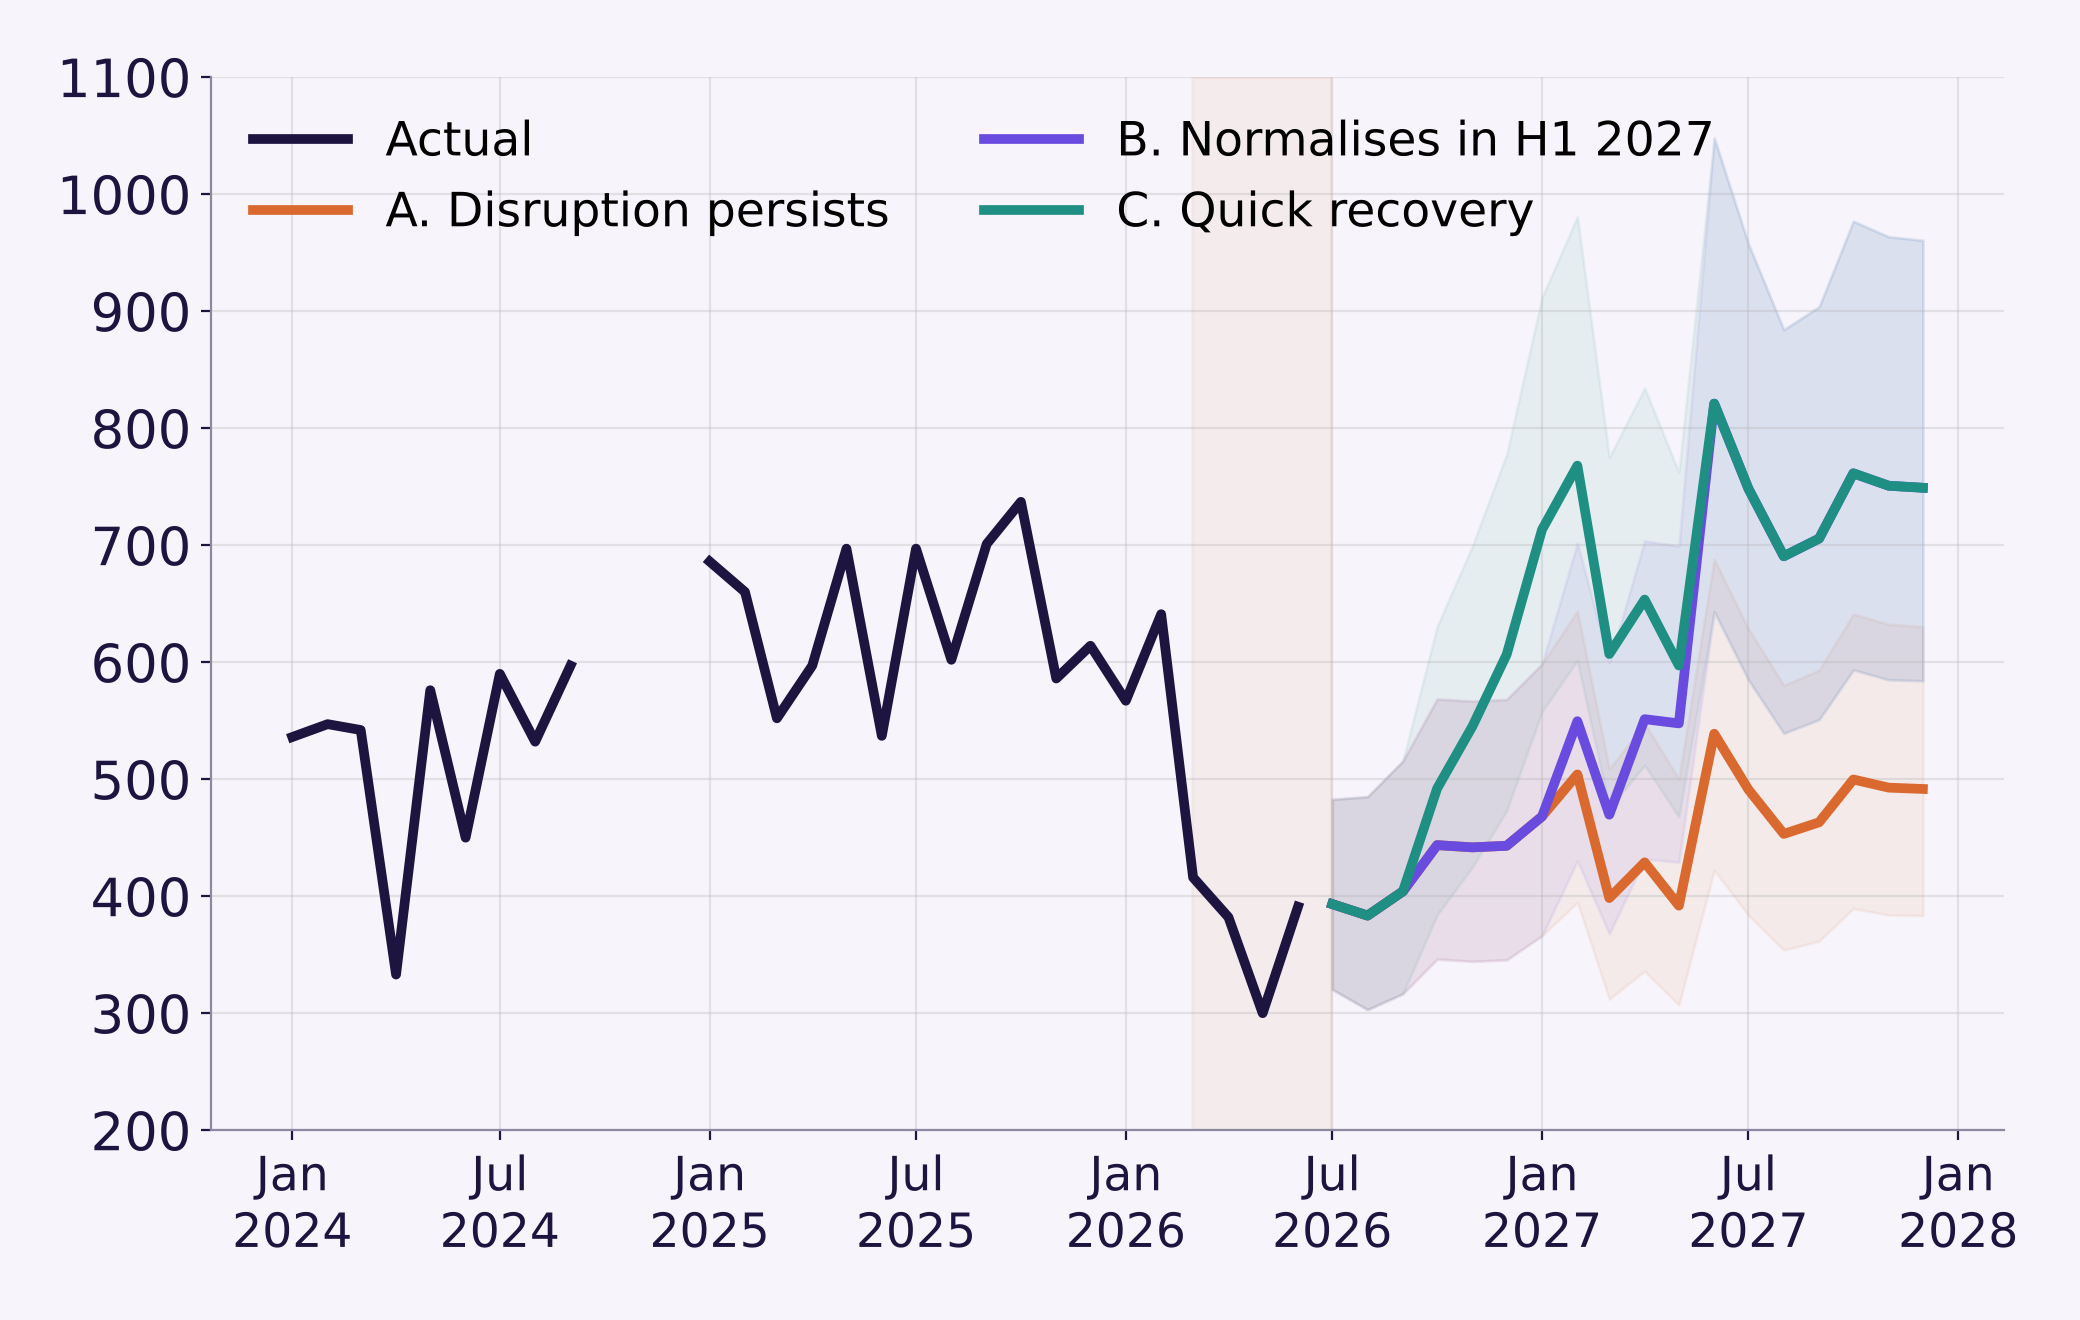 1100
1000
900
800
700
600
500
400
300
200
Actual
A. Disruption persists
B. Normalises in H1 2027
C. Quick recovery
Jan 2024
Jul 2024
Jan 2025
Jul 2025
Jan 2026
Jul 2026
Jan 2027
Jul 2027
Jan 2028